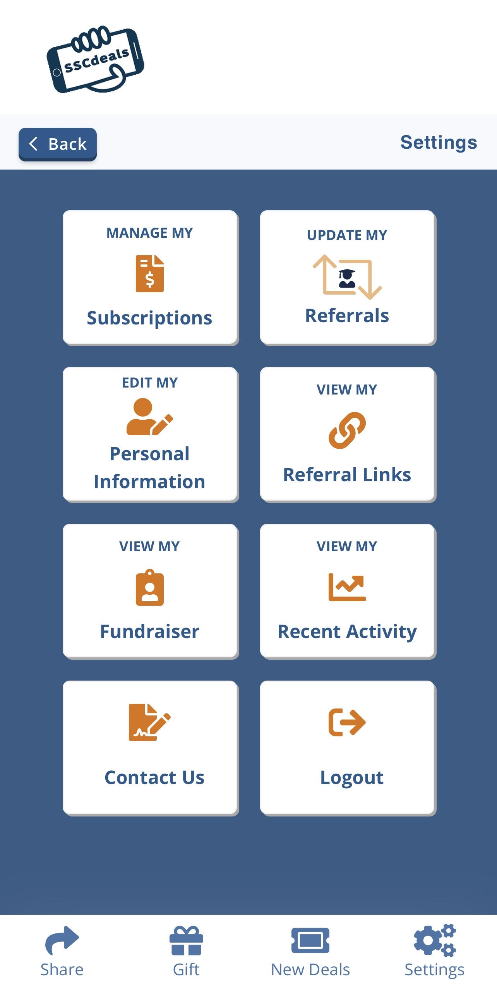 SSCdeals
Back
Settings
MANAGE MY
$
Subscriptions
UPDATE MY
Referrals
EDIT MY
Personal
Information
VIEW MY
Referral Links
VIEW MY
Fundraiser
VIEW MY
Recent Activity
Contact Us
Logout
Share
Gift
New Deals
Settings